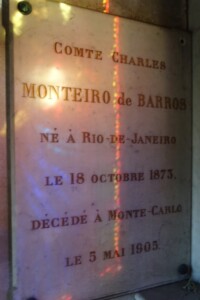 COMTE CHARLES
MONTEIRO de BARROS
NÉ À RIO-DE-JANEIRO
LE 18 OCTOBRE 1875.
DÉCÉDÉ À MONTE-CARLO
LE 5 MAI 1905.